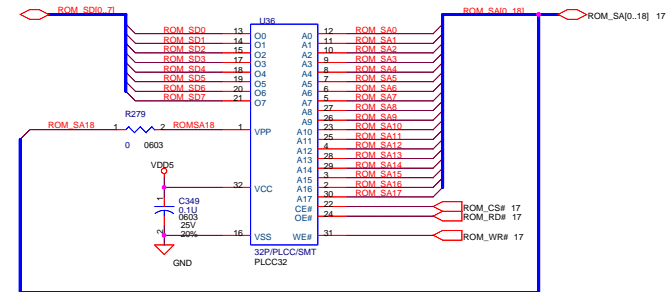 ROM_SD[0..7]
ROM_SA[0..18]
ROM_SA[0..18] 17
U36
ROM_SD0 13 O0 A0 12 ROM_SA0
ROM_SD1 14 O1 A1 11 ROM_SA1
ROM_SD2 15 O2 A2 10 ROM_SA2
ROM_SD3 17 O3 A3 9 ROM_SA3
ROM_SD4 18 O4 A4 8 ROM_SA4
ROM_SD5 19 O5 A5 7 ROM_SA5
ROM_SD6 20 O6 A6 6 ROM_SA6
ROM_SD7 21 O7 A7 5 ROM_SA7
A8 27 ROM_SA8
R279 A9 26 ROM_SA9
ROM_SA18 1 2 ROMSA18 1 VPP A10 23 ROM_SA10
A11 25 ROM_SA11
0 0603 A12 4 ROM_SA12
A13 28 ROM_SA13
VDD5 A14 29 ROM_SA14
A15 3 ROM_SA15
32 VCC A16 2 ROM_SA16
A17 30 ROM_SA17
1 C349 CE# 22 ROM_CS# 17
0.1U OE# 24 ROM_RD# 17
0603
25V
2 20% 16 VSS WE# 31 ROM_WR# 17
GND
32P/PLCC/SMT
PLCC32